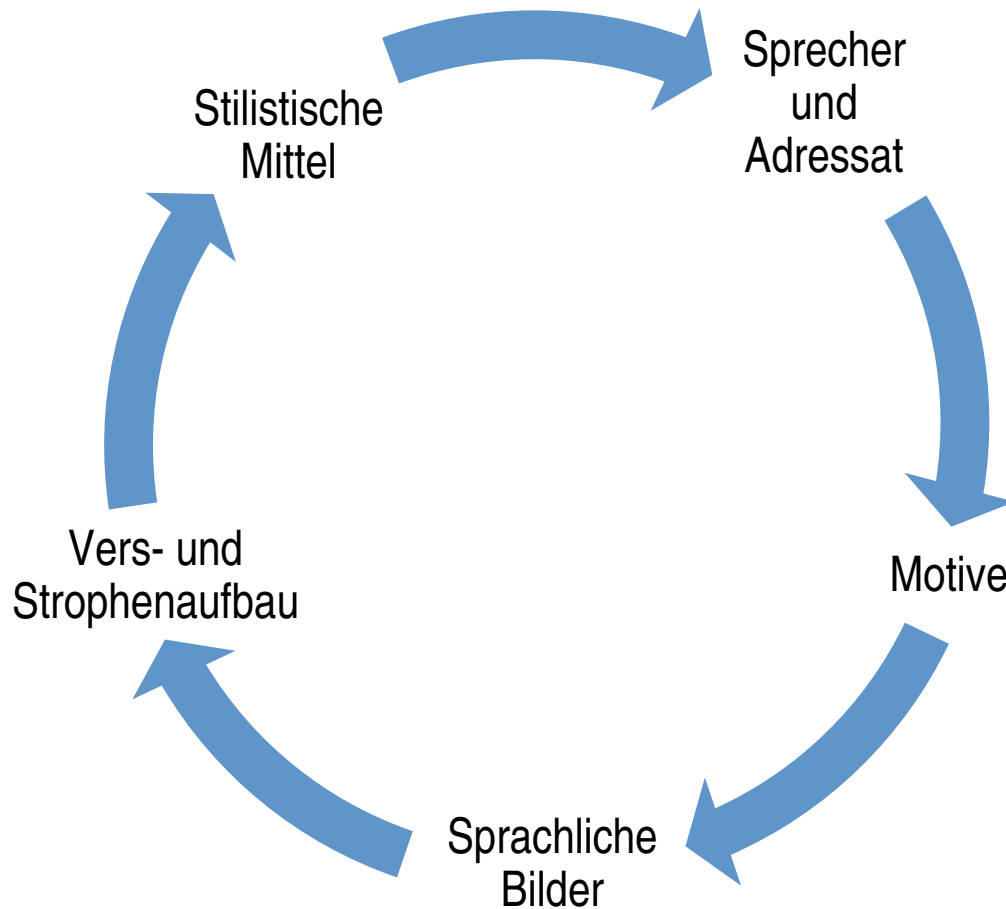 Sprecher
und
Adressat
Motive
Sprachliche
Bilder
Vers- und
Strophenaufbau
Stilistische
Mittel